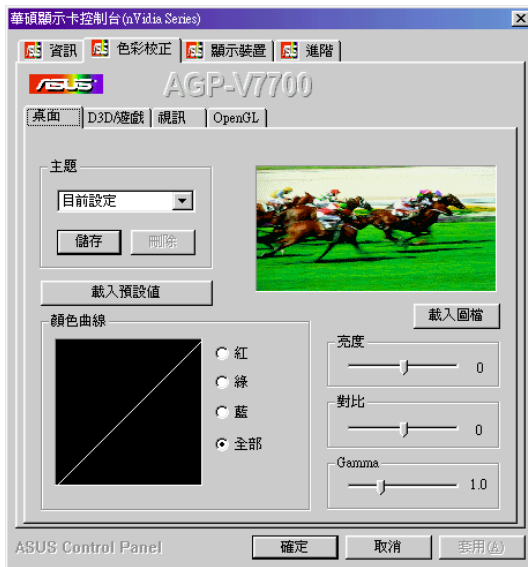 華碩顯示卡控制台(nVidia Series)
資訊 色彩校正 顯示裝置 進階
ASUS AGP-V7700
桌面 D3D/遊戲 視訊 OpenGL
主題
目前設定
儲存 刪除
載入預設值
載入圖檔
顏色曲線
紅
綠
藍
全部
亮度
0
對比
0
Gamma
1.0
ASUS Control Panel 確定 取消 套用(A)